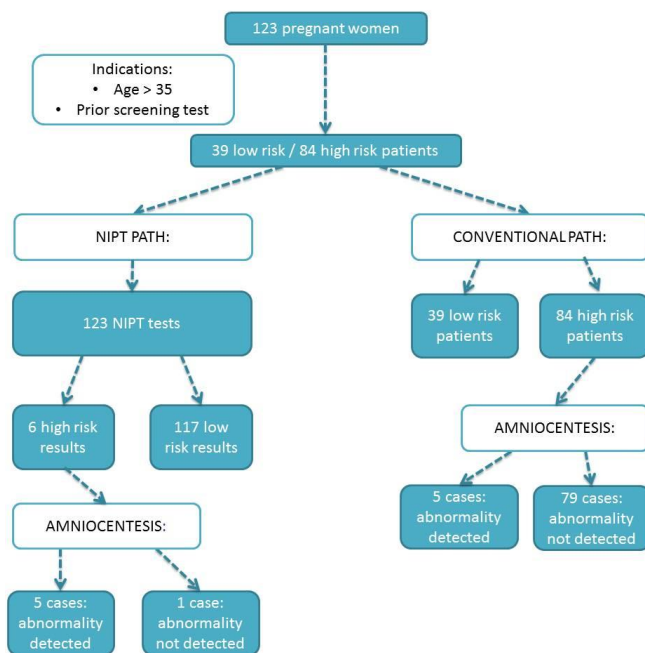 123 pregnant women
Indications:
• Age > 35
• Prior screening test
39 low risk / 84 high risk patients
NIPT PATH:
CONVENTIONAL PATH:
123 NIPT tests
39 low risk
patients
84 high risk
patients
6 high risk
results
117 low
risk results
AMNIOCENTESIS:
5 cases:
abnormality
detected
79 cases:
abnormality
not detected
AMNIOCENTESIS:
5 cases:
abnormality
detected
1 case:
abnormality
not detected